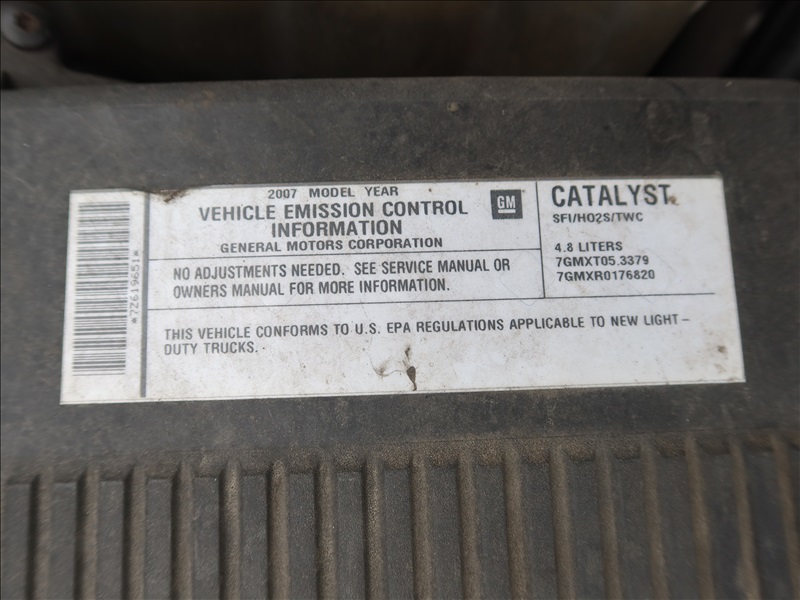 *72619651*
2007 MODEL YEAR
VEHICLE EMISSION CONTROL
INFORMATION
GENERAL MOTORS CORPORATION
GM
NO ADJUSTMENTS NEEDED. SEE SERVICE MANUAL OR
OWNERS MANUAL FOR MORE INFORMATION.
CATALYST
SFI/HO2S/TWC
4.8 LITERS
7GMXT05.3379
7GMXR0176820
THIS VEHICLE CONFORMS TO U.S. EPA REGULATIONS APPLICABLE TO NEW LIGHT-
DUTY TRUCKS.